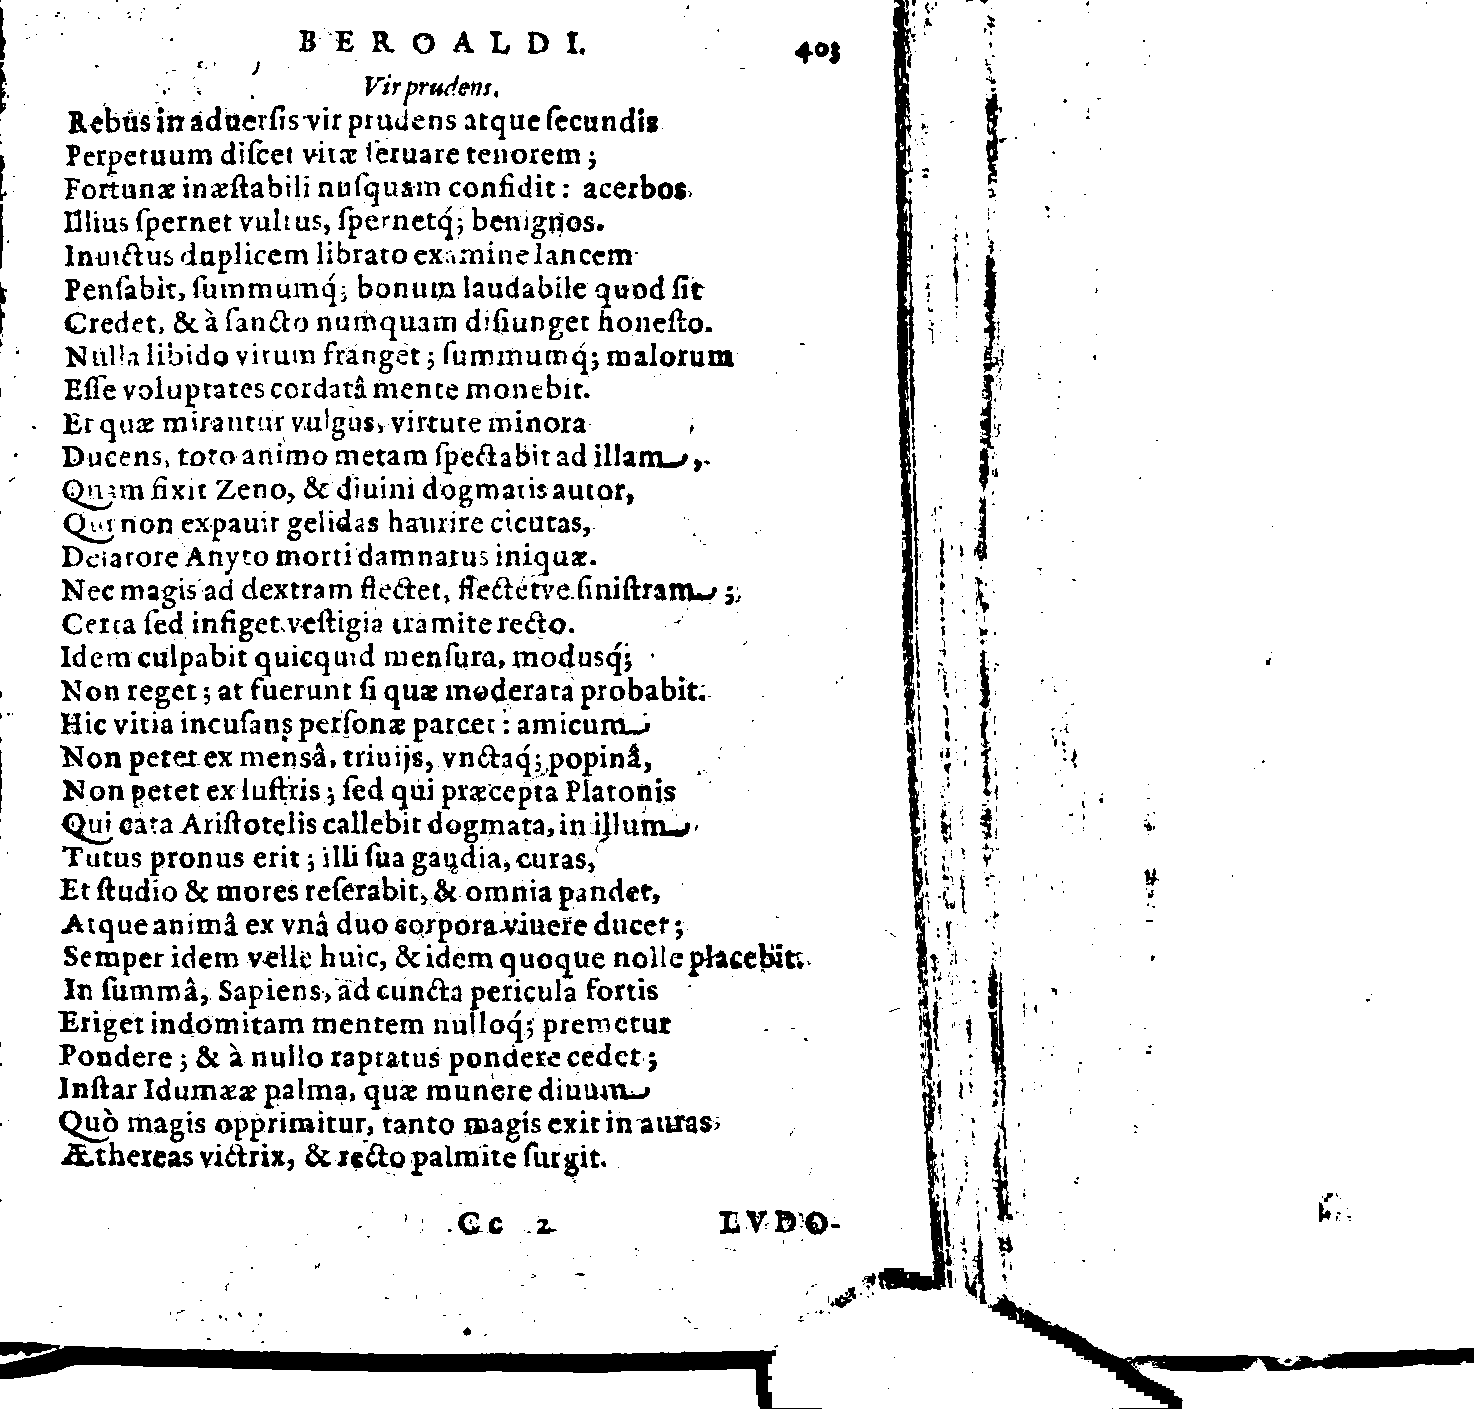 BEROALDI. 403
Vir prudens.
Rebus in aduerſis vir prudens atque ſecundis
Perpetuum diſcet vitæ ſeruare tenorem;
Fortunæ inæſtabili nuſquam confidit: acerbos
Illius ſpernet vultus, ſpernetq́; benignos.
Inuictus duplicem librato examine lancem
Penſabit, ſummumq́; bonum laudabile quod ſit
Credet, & à ſancto numquam diſiunget honeſto.
Nulla libido virum franget; ſummumq́; malorum
Eſſe voluptates cordatâ mente monebit.
Et quæ mirantur vulgus, virtute minora
Ducens, toto animo metam ſpectabit ad illam,
Quam fixit Zeno, & diuini dogmatis autor,
Qui non expauit gelidas haurire cicutas,
Delatore Anyto morti damnatus iniquæ.
Nec magis ad dextram flectet, flectétve ſiniſtram;
Certa ſed infiget veſtigia tramite recto.
Idem culpabit quicquid menſura, modusq́;
Non reget; at fuerunt ſi quæ moderata probabit.
Hic vitia incuſans perſonæ parcet: amicum
Non petet ex mensâ, triuijs, vnctaq́; popinâ,
Non petet ex luſtris; ſed qui præcepta Platonis
Qui cata Ariſtotelis callebit dogmata, in illum
Tutus pronus erit; illi ſua gaudia, curas,
Et ſtudio & mores reſerabit, & omnia pandet,
Atque animâ ex vnâ duo corpora viuere ducet;
Semper idem velle huic, & idem quoque nolle placebit.
In ſummâ, Sapiens, ad cuncta pericula fortis
Eriget indomitam mentem nulloq́; premetur
Pondere; & à nullo raptatus pondere cedet;
Inſtar Idumææ palma, quæ munere diuum
Quò magis opprimitur, tanto magis exit in auras,
Æthereas victrix, & recto palmite ſurgit.
Cc 2 LVDO-